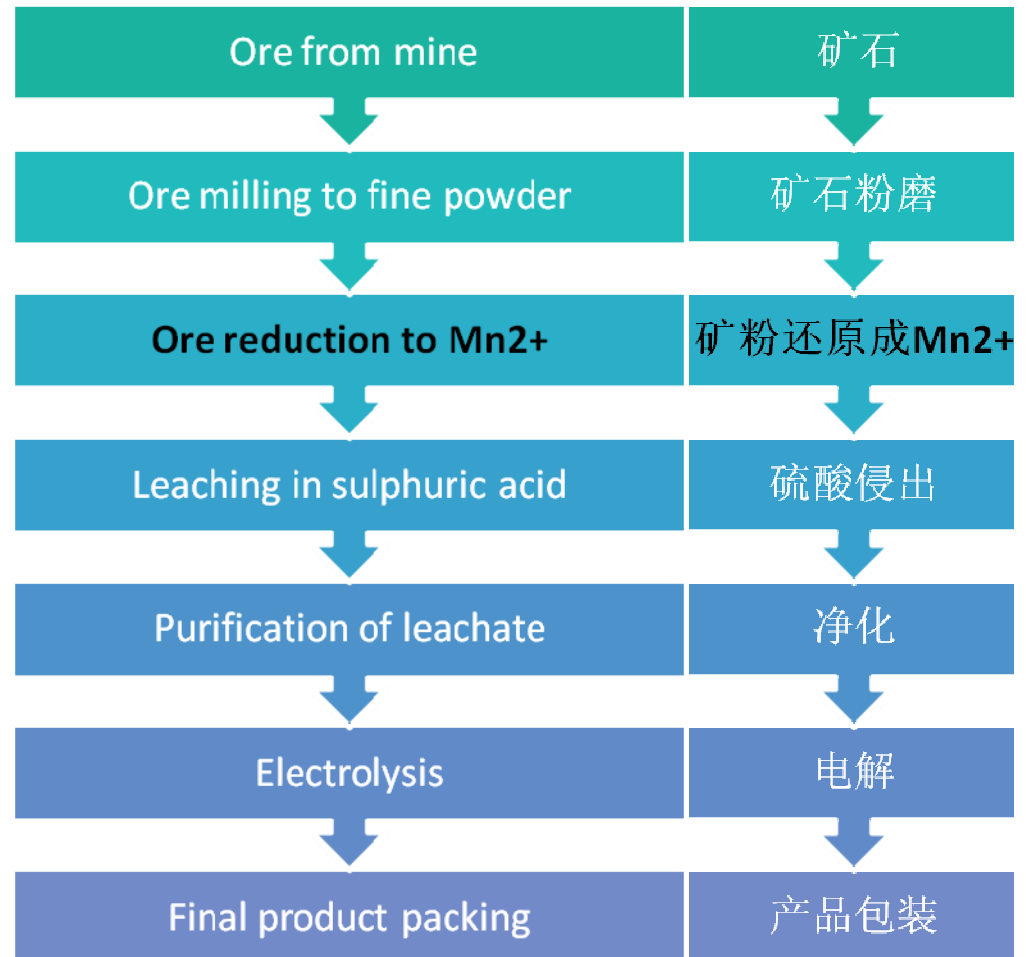 Ore from mine
矿石
Ore milling to fine powder
矿石粉磨
Ore reduction to Mn2+
矿粉还原成Mn2+
Leaching in sulphuric acid
硫酸侵出
Purification of leachate
净化
Electrolysis
电解
Final product packing
产品包装